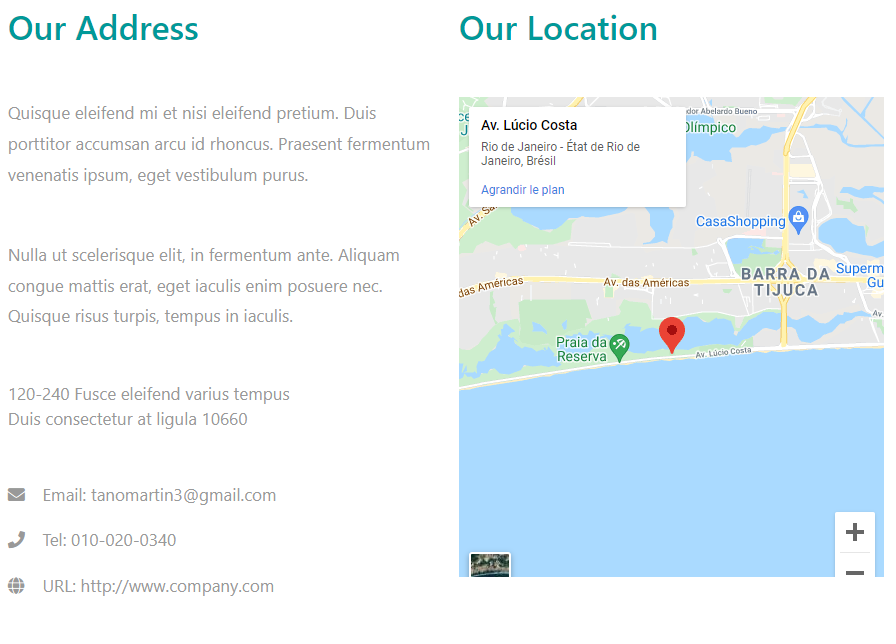 Our Address
Quisque eleifend mi et nisi eleifend pretium. Duis
porttitor accumsan arcu id rhoncus. Praesent fermentum
venenatis ipsum, eget vestibulum purus.
Nulla ut scelerisque elit, in fermentum ante. Aliquam
congue mattis erat, eget iaculis enim posuere nec.
Quisque risus turpis, tempus in iaculis.
120-240 Fusce eleifend varius tempus
Duis consectetur at ligula 10660
Email: tanomartin3@gmail.com
Tel: 010-020-0340
URL: http://www.company.com
Our Location
Av. Lúcio Costa
Rio de Janeiro - État de Rio de
Janeiro, Brésil
Agrandir le plan
Abelardo Bueno
Olímpico
CasaShopping
BARRA DA
TIJUCA
das Américas
Av. das Américas
Praia da
Reserva
Av. Lúcio Costa